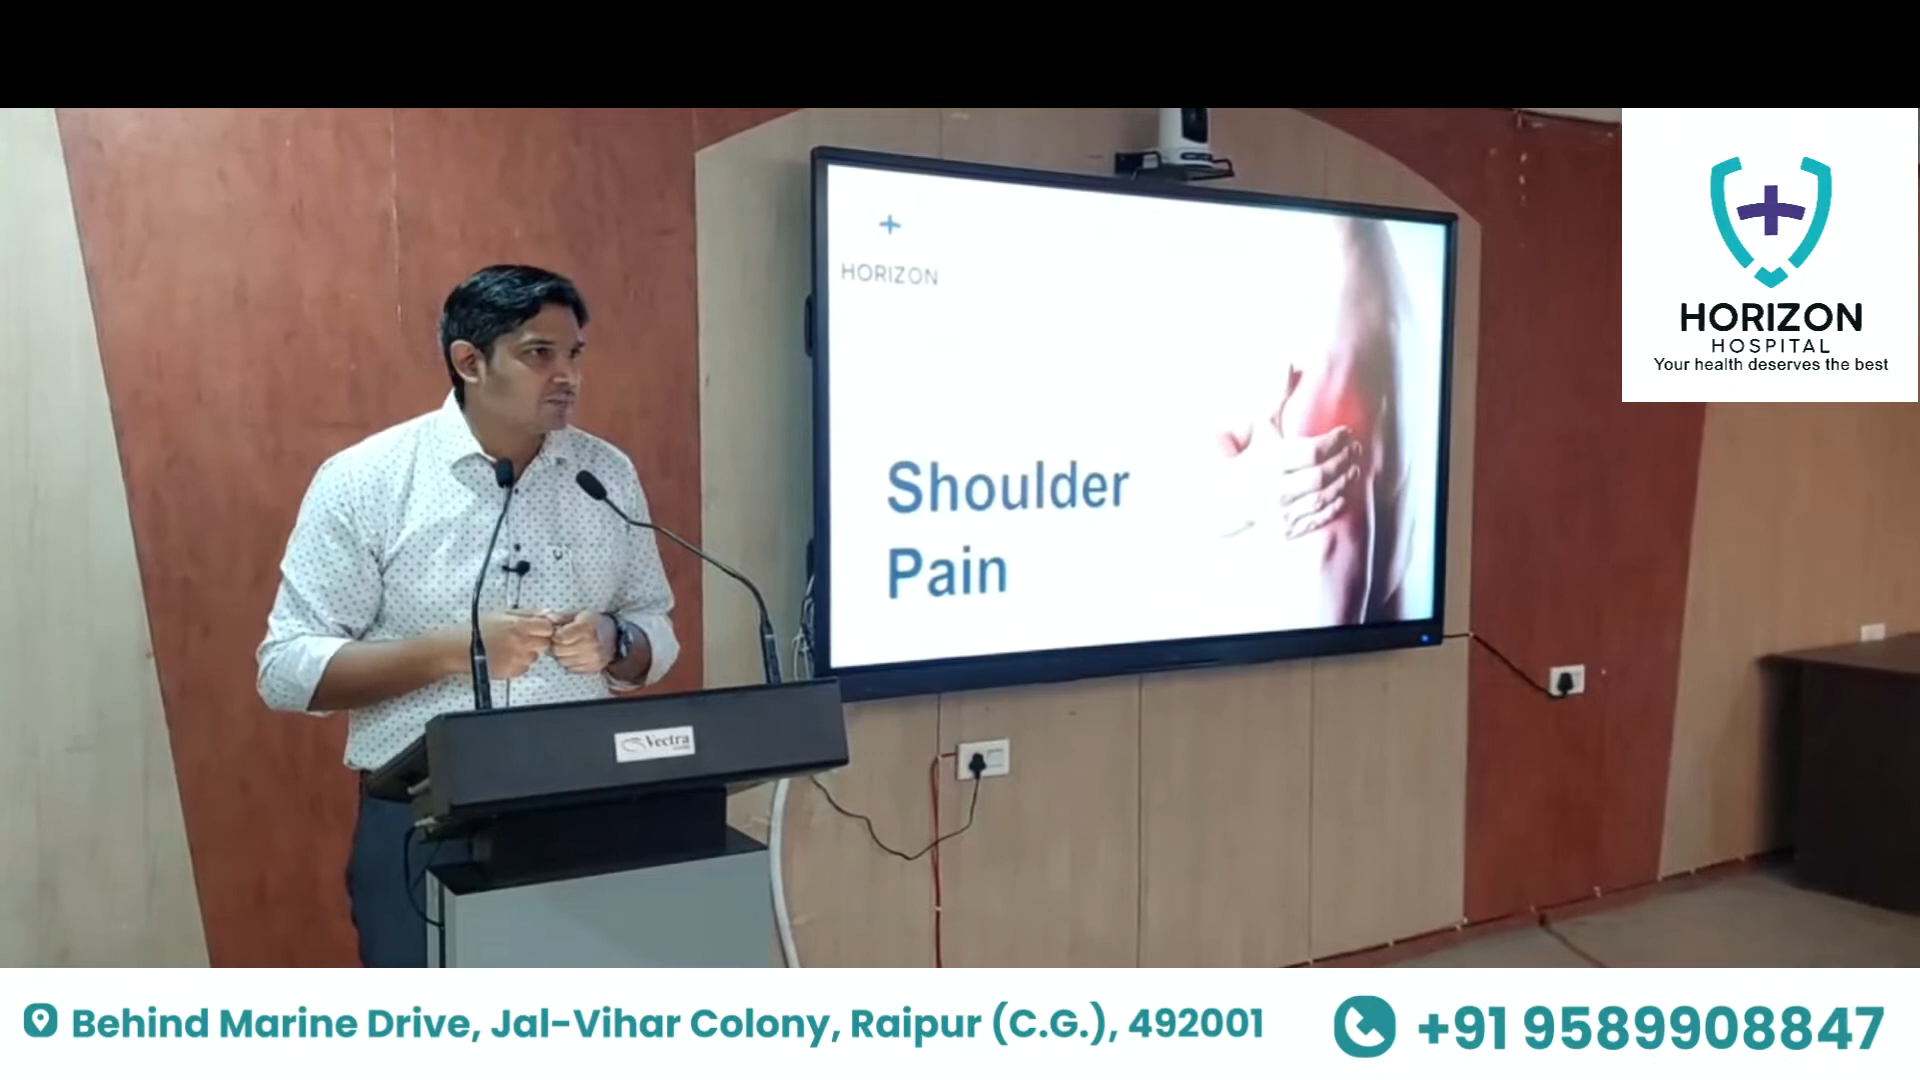 HORIZON
Shoulder
Pain
Vectra
HORIZON
HOSPITAL
Your health deserves the best
Behind Marine Drive, Jal-Vihar Colony, Raipur (C.G.), 492001
+91 9589908847